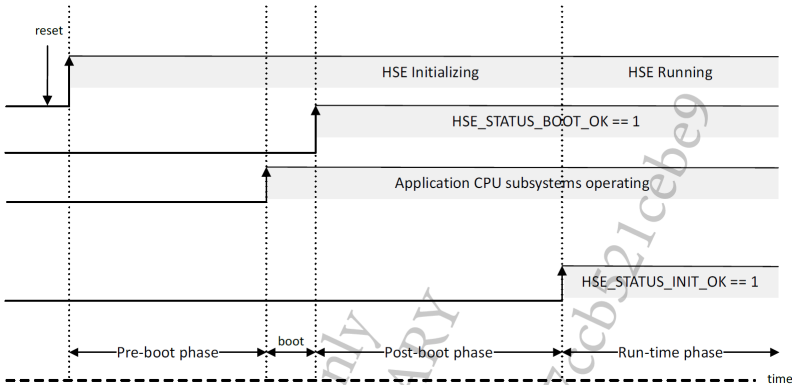 reset
HSE Initializing
HSE Running
HSE_STATUS_BOOT_OK == 1
Application CPU subsystems operating
HSE_STATUS_INIT_OK == 1
Pre-boot phase
boot
Post-boot phase
Run-time phase
time